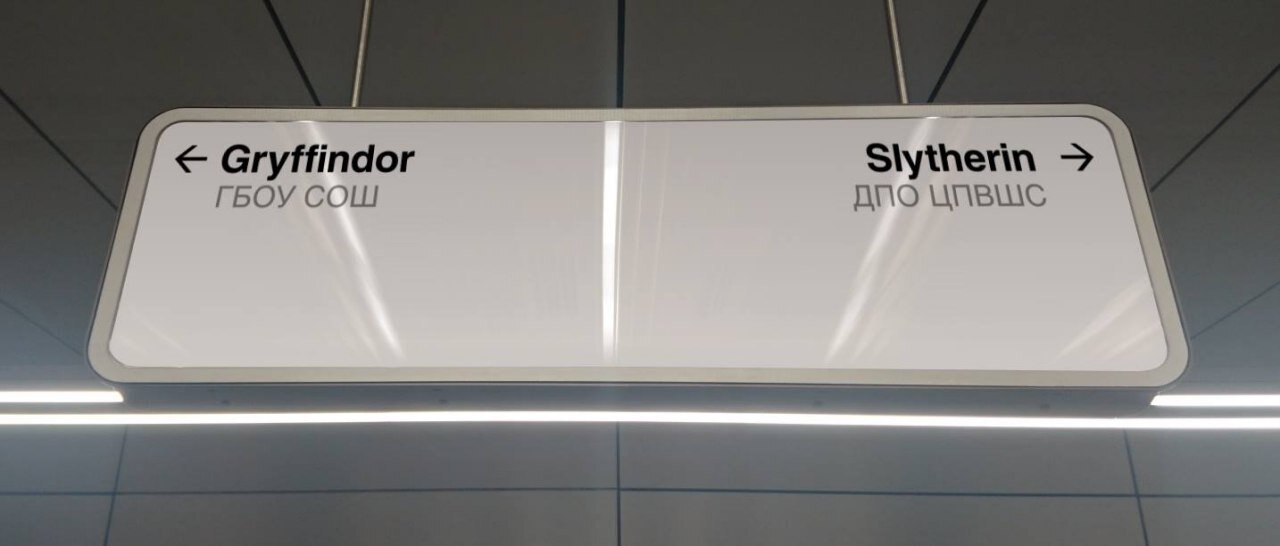 ← Gryffindor
ГБОУ СОШ
Slytherin →
ДПО ЦПВШС